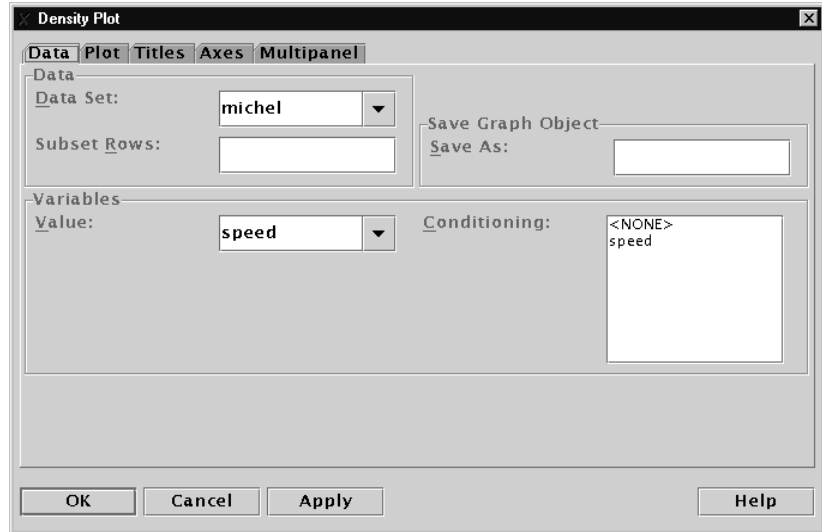 Density Plot
Data Plot Titles Axes Multipanel
Data
Data Set:
michel
Subset Rows:
Save Graph Object
Save As:
Variables
Value:
speed
Conditioning:
<NONE>
speed
OK Cancel Apply Help